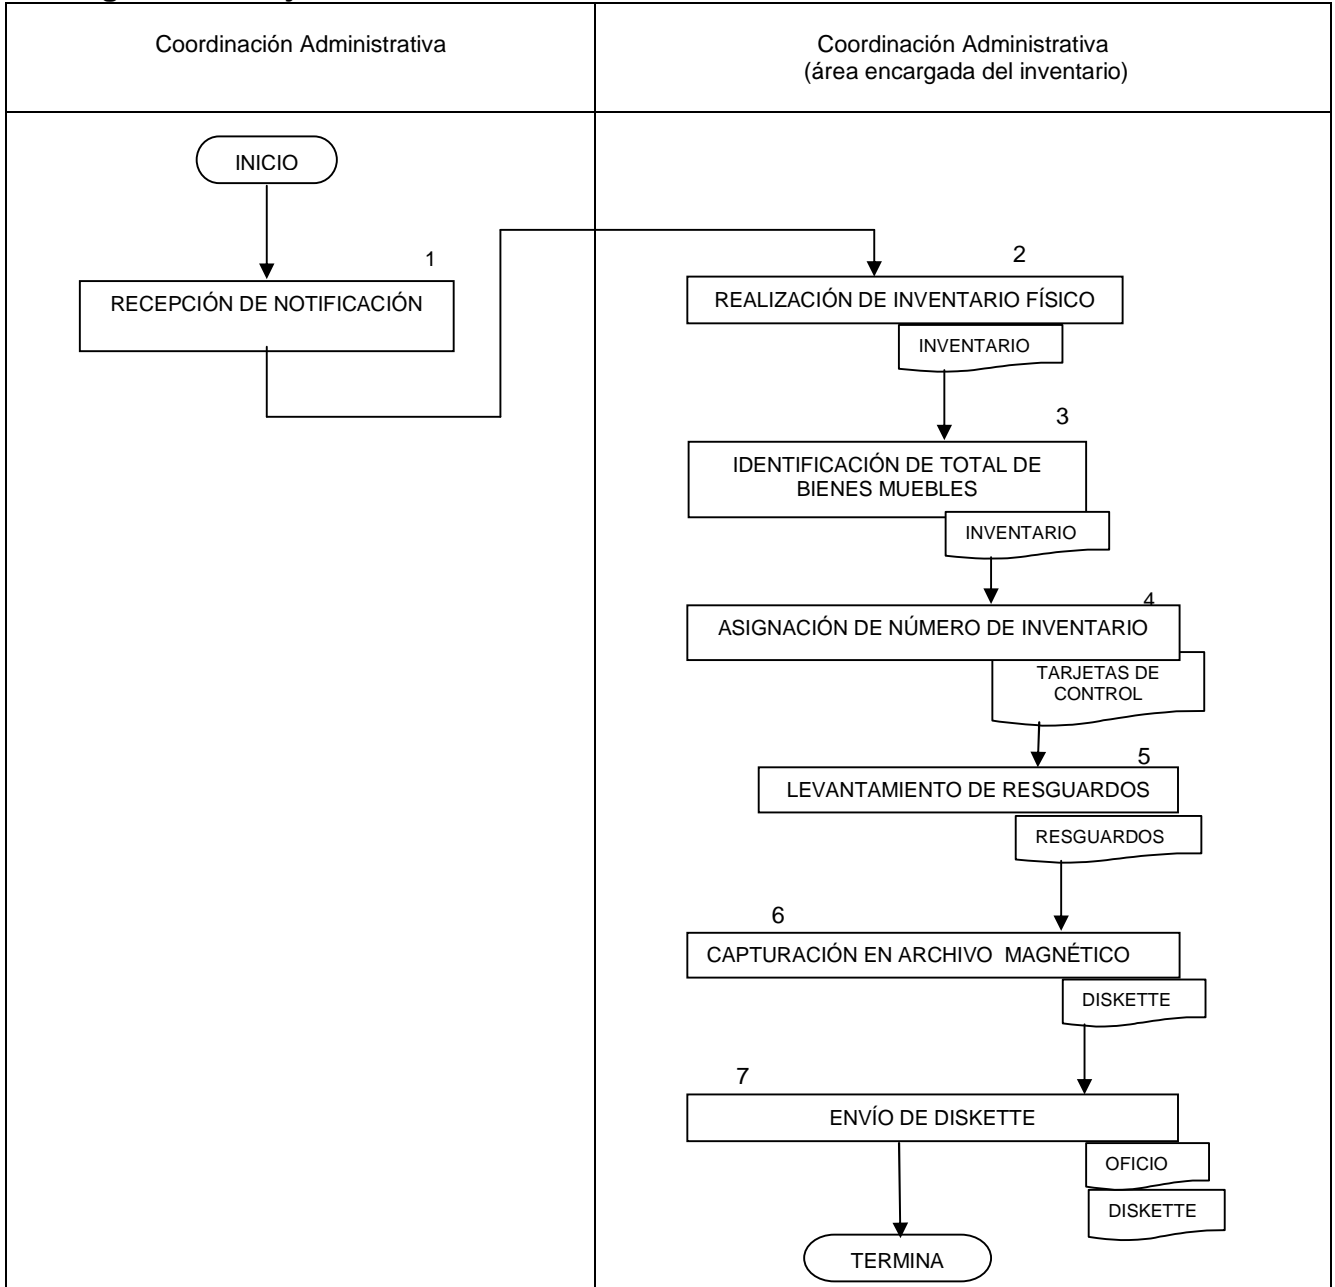 Coordinación Administrativa
Coordinación Administrativa
(área encargada del inventario)
INICIO
1
RECEPCIÓN DE NOTIFICACIÓN
2
REALIZACIÓN DE INVENTARIO FÍSICO
INVENTARIO
3
IDENTIFICACIÓN DE TOTAL DE
BIENES MUEBLES
INVENTARIO
4
ASIGNACIÓN DE NÚMERO DE INVENTARIO
TARJETAS DE
CONTROL
5
LEVANTAMIENTO DE RESGUARDOS
RESGUARDOS
6
CAPTURACIÓN EN ARCHIVO MAGNÉTICO
DISKETTE
7
ENVÍO DE DISKETTE
OFICIO
DISKETTE
TERMINA